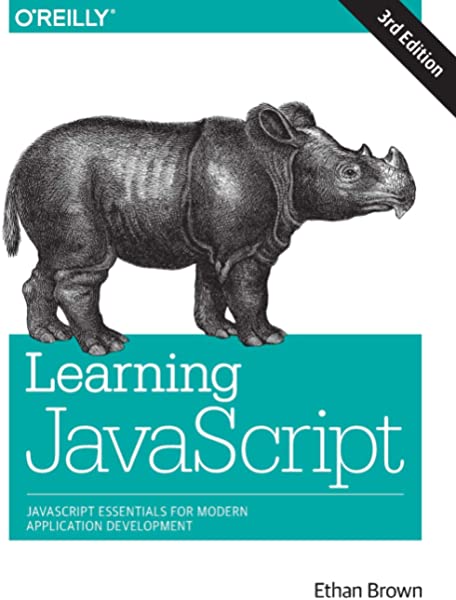 O'REILLY®
3rd Edition
Learning
JavaScript
JAVASCRIPT ESSENTIALS FOR MODERN
APPLICATION DEVELOPMENT
Ethan Brown